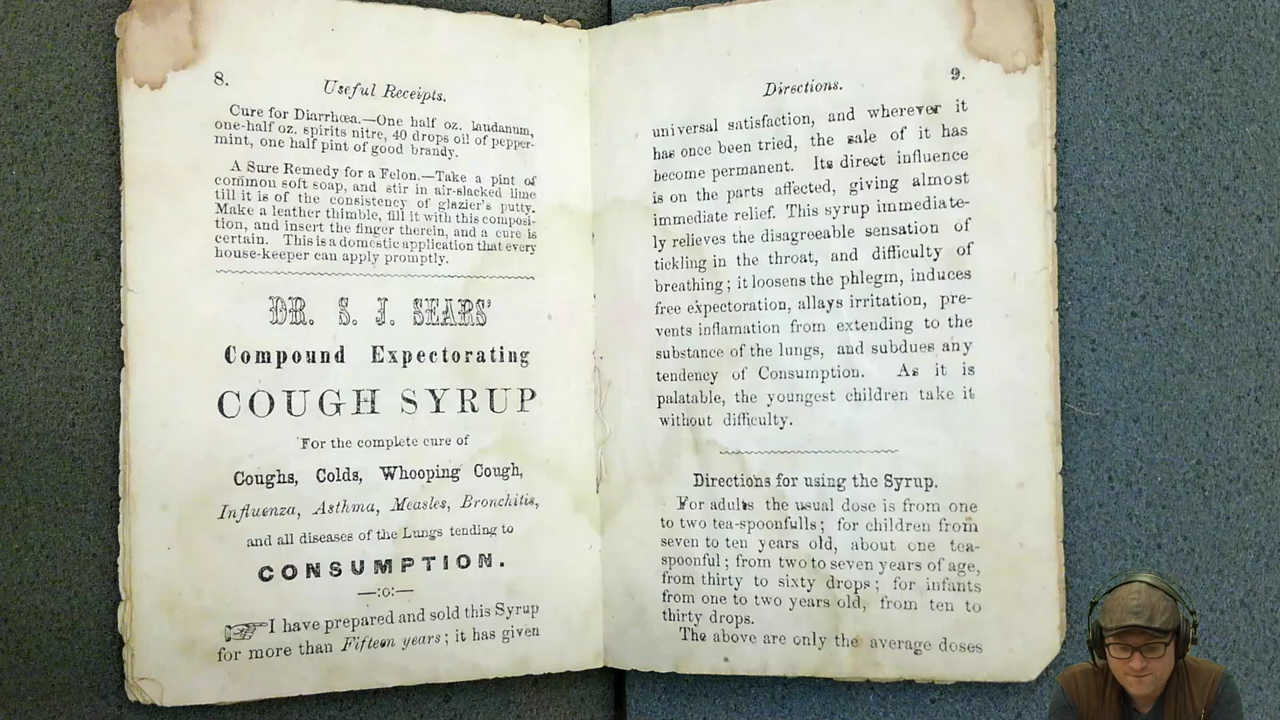 8.
Useful Receipts.
Cure for Diarrhœa.—One half oz. laudanum,
one-half oz. spirits nitre, 40 drops oil of pepper-
mint, one half pint of good brandy.
A Sure Remedy for a Felon.—Take a pint of
common soft soap, and stir in air-slacked lime
till it is of the consistency of glazier's putty.
Make a leather thimble, fill it with this composi-
tion, and insert the finger therein, and a cure is
certain. This is a domestic application that every
house-keeper can apply promptly.
DR. S. J. SEARS'
Compound Expectorating
COUGH SYRUP
For the complete cure of
Coughs, Colds, Whooping Cough,
Influenza, Asthma, Measles, Bronchitis,
and all diseases of the Lungs tending to
CONSUMPTION.
—:o:—
☞I have prepared and sold this Syrup
for more than Fifteen years; it has given
9.
Directions.
universal satisfaction, and wherever it
has once been tried, the sale of it has
become permanent. Its direct influence
is on the parts affected, giving almost
immediate relief. This syrup immediate-
ly relieves the disagreeable sensation of
tickling in the throat, and difficulty of
breathing; it loosens the phlegm, induces
free expectoration, allays irritation, pre-
vents inflamation from extending to the
substance of the lungs, and subdues any
tendency of Consumption. As it is
palatable, the youngest children take it
without difficulty.
Directions for using the Syrup.
For adults the usual dose is from one
to two tea-spoonfulls; for children from
seven to ten years old, about one tea-
spoonful; from two to seven years of age,
from thirty to sixty drops; for infants
from one to two years old, from ten to
thirty drops.
The above are only the average doses